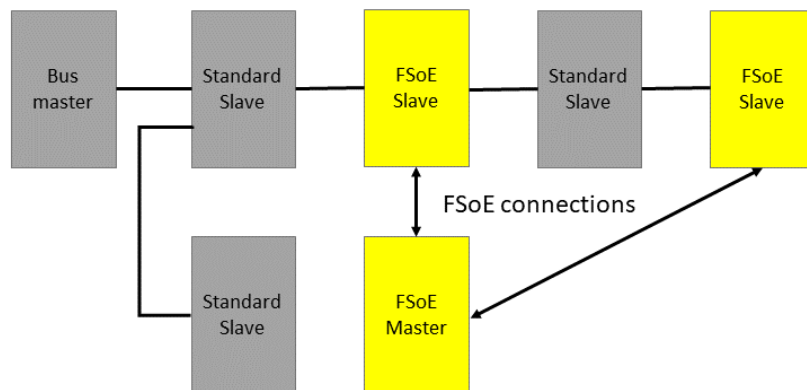 Bus
master
Standard
Slave
FSoE
Slave
Standard
Slave
FSoE
Slave
FSoE connections
Standard
Slave
FSoE
Master